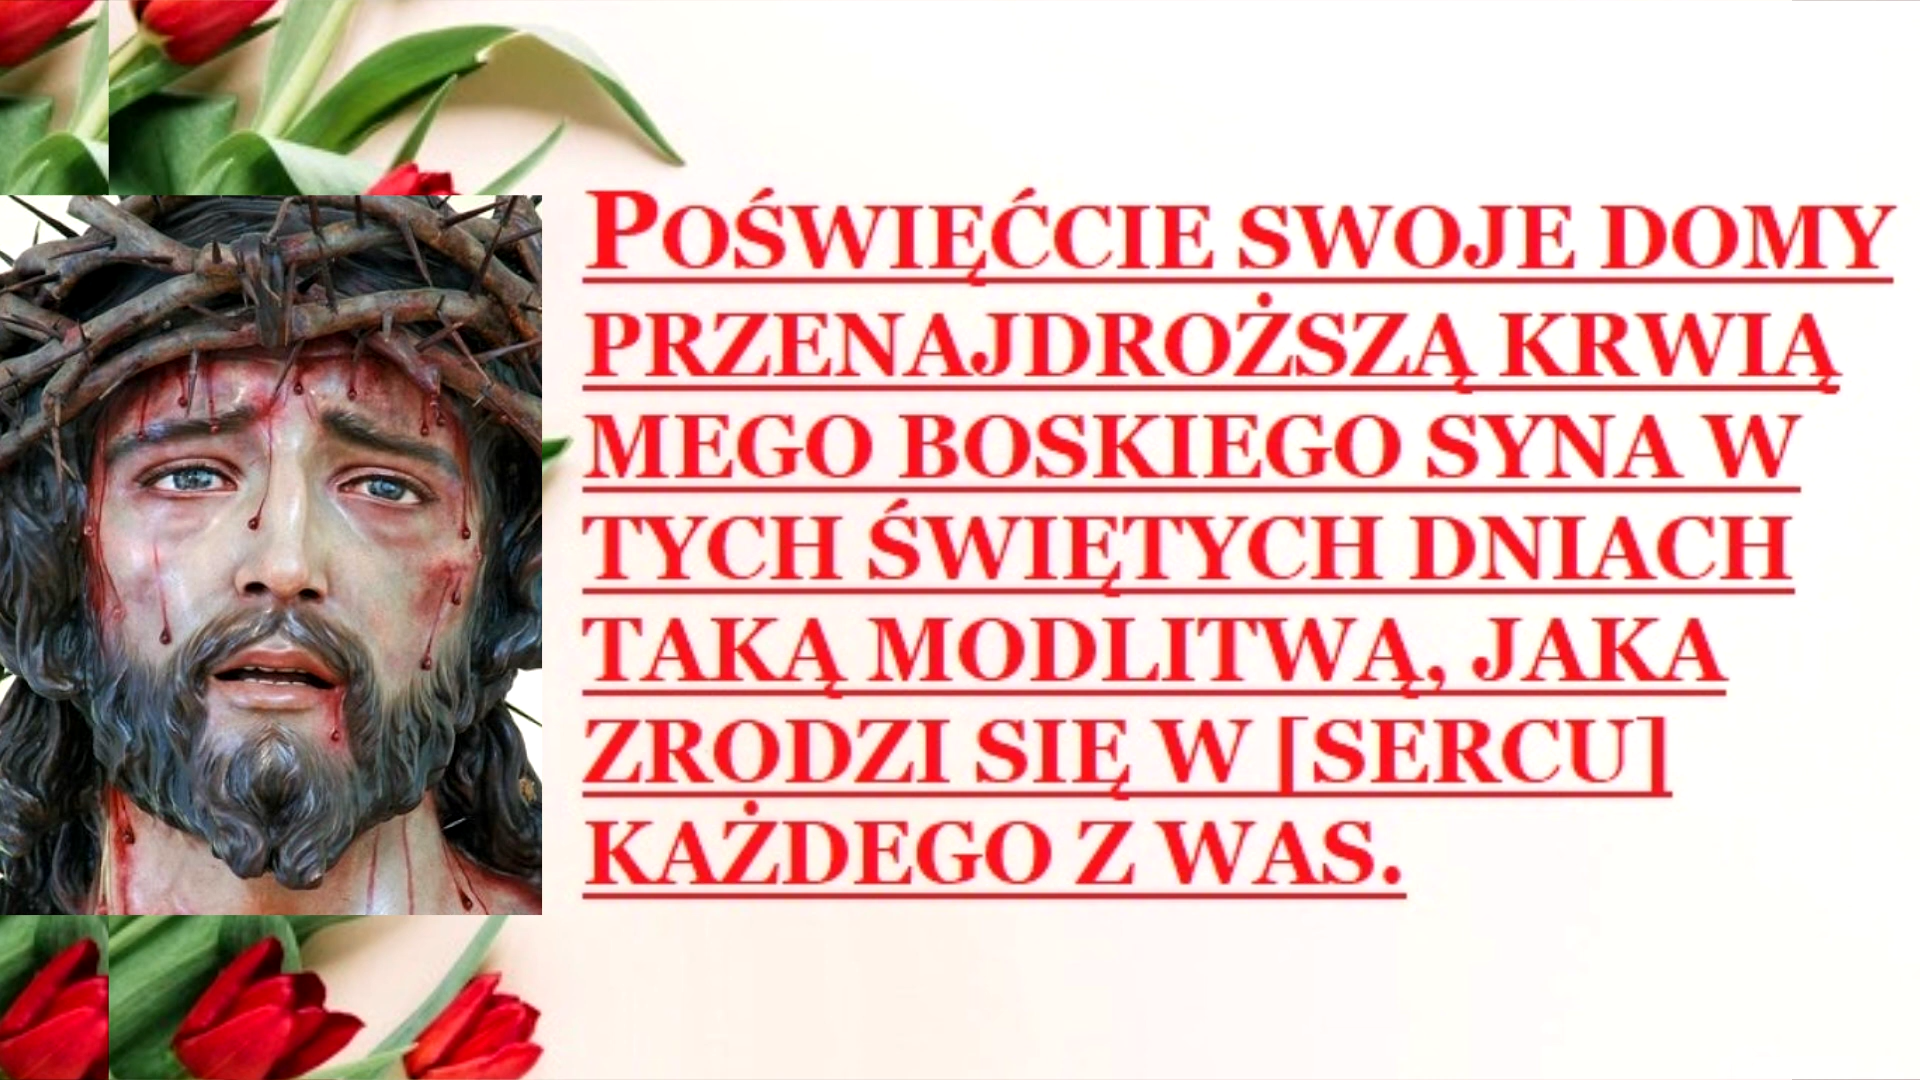 POŚWIĘĆCIE SWOJE DOMY
PRZENAJDROŻSZĄ KRWIĄ
MEGO BOSKIEGO SYNA W
TYCH ŚWIĘTYCH DNIACH
TAKĄ MODLITWĄ, JAKA
ZRODZI SIĘ W [SERCU]
KAŻDEGO Z WAS.